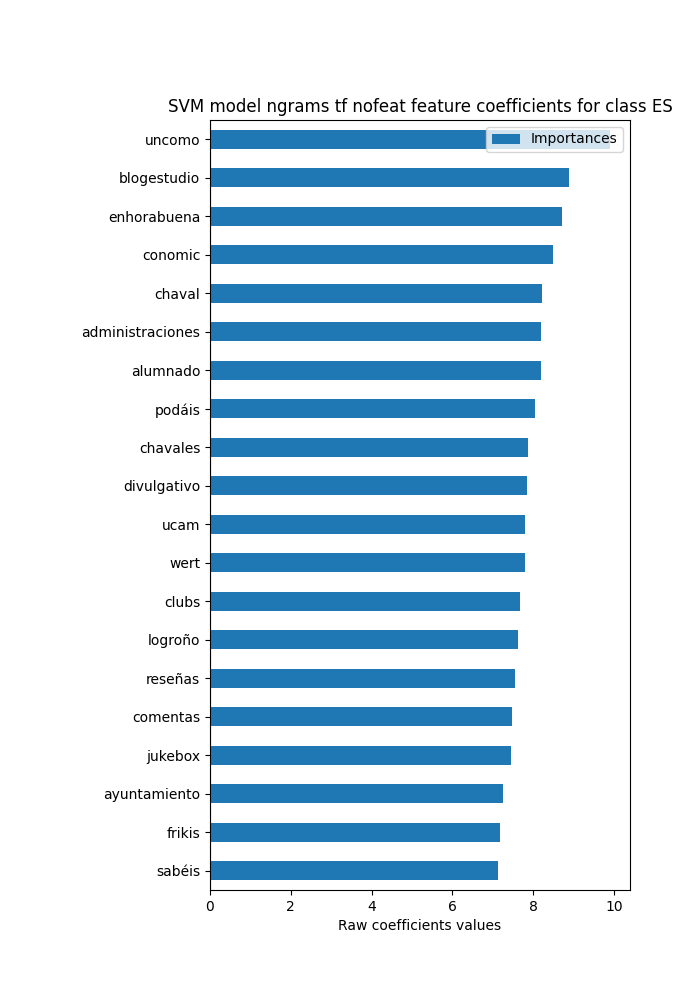 SVM model ngrams tf nofeat feature coefficients for class ES
Importances
uncomo
blogestudio
enhorabuena
conomic
chaval
administraciones
alumnado
podáis
chavales
divulgativo
ucam
wert
clubs
logroño
reseñas
comentas
jukebox
ayuntamiento
frikis
sabéis
0 2 4 6 8 10
Raw coefficients values